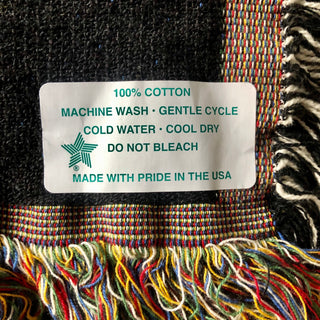 100% COTTON
MACHINE WASH • GENTLE CYCLE
COLD WATER • COOL DRY
DO NOT BLEACH
®
MADE WITH PRIDE IN THE USA